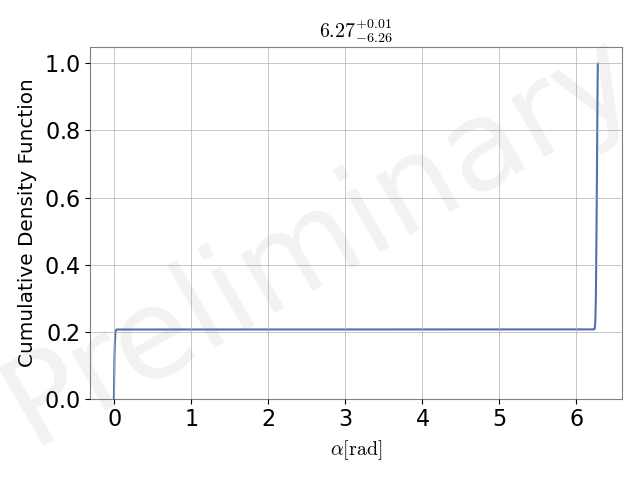 6.27^{+0.01}_{-6.26}
1.0
0.8
0.6
0.4
0.2
0.0
Cumulative Density Function
0 1 2 3 4 5 6
α[rad]
Preliminary